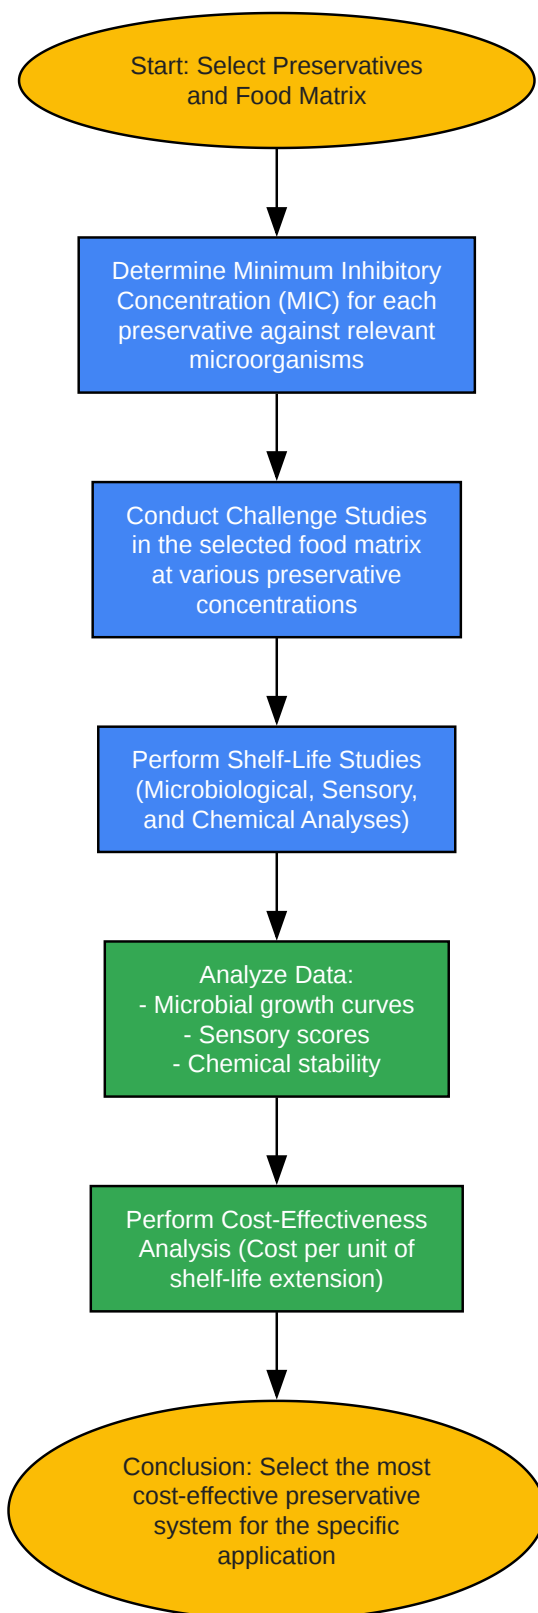 Start: Select Preservatives
and Food Matrix
Determine Minimum Inhibitory
Concentration (MIC) for each
preservative against relevant
microorganisms
Conduct Challenge Studies
in the selected food matrix
at various preservative
concentrations
Perform Shelf-Life Studies
(Microbiological, Sensory,
and Chemical Analyses)
Analyze Data:
- Microbial growth curves
- Sensory scores
- Chemical stability
Perform Cost-Effectiveness
Analysis (Cost per unit of
shelf-life extension)
Conclusion: Select the most
cost-effective preservative
system for the specific
application